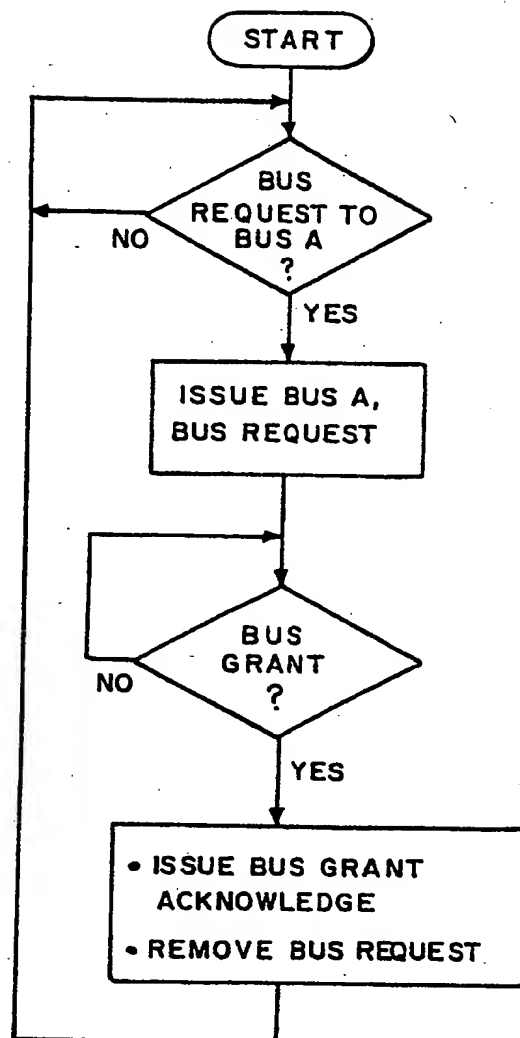 START
BUS
REQUEST TO
BUS A
?
NO
YES
ISSUE BUS A,
BUS REQUEST
BUS
GRANT
?
NO
YES
• ISSUE BUS GRANT
ACKNOWLEDGE
• REMOVE BUS REQUEST